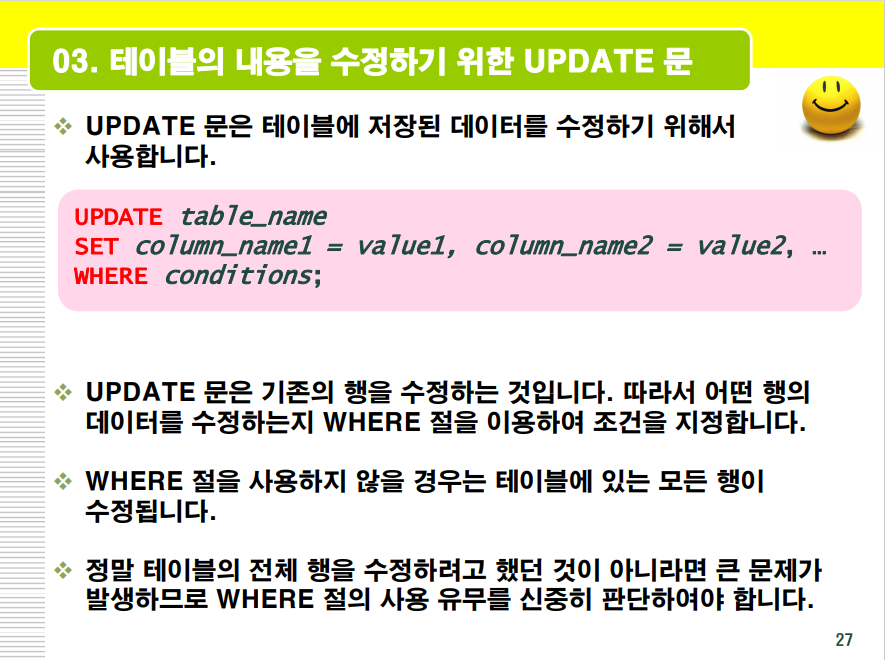 03. 테이블의 내용을 수정하기 위한 UPDATE 문
❖ UPDATE 문은 테이블에 저장된 데이터를 수정하기 위해서
사용합니다.
UPDATE table_name
SET column_name1 = value1, column_name2 = value2, …
WHERE conditions;
❖ UPDATE 문은 기존의 행을 수정하는 것입니다. 따라서 어떤 행의
데이터를 수정하는지 WHERE 절을 이용하여 조건을 지정합니다.
❖ WHERE 절을 사용하지 않을 경우는 테이블에 있는 모든 행이
수정됩니다.
❖ 정말 테이블의 전체 행을 수정하려고 했던 것이 아니라면 큰 문제가
발생하므로 WHERE 절의 사용 유무를 신중히 판단하여야 합니다.
27